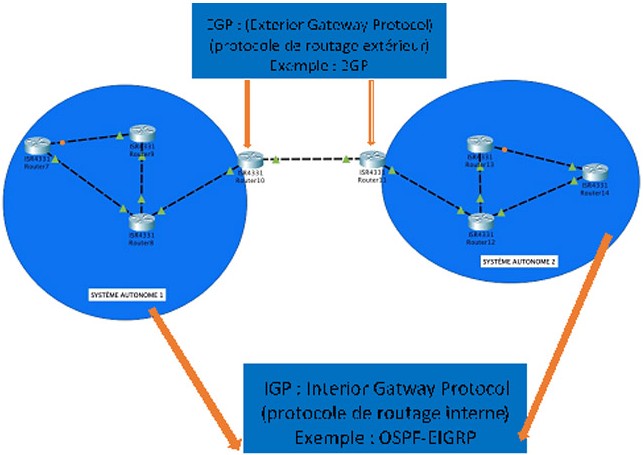 EGP : (Exterior Gateway Protocol)
(protocole de routage extérieur)
Exemple : BGP
ISR4331
Router7
ISR4331
Router9
ISR4331
Router8
ISR4331
Router10
ISR4331
Router11
ISR4331
Router13
ISR4331
Router14
ISR4331
Router12
SYSTÈME AUTONOME 1
SYSTÈME AUTONOME 2
IGP : Interior Gatway Protocol
(protocole de routage interne)
Exemple : OSPF-EIGRP